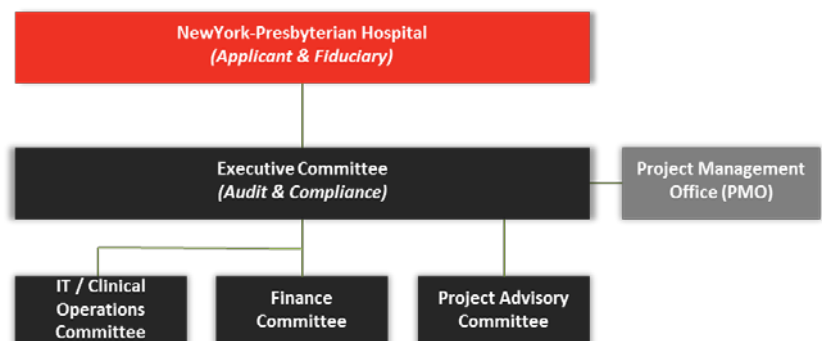 NewYork-Presbyterian Hospital
(Applicant & Fiduciary)
Executive Committee
(Audit & Compliance)
Project Management
Office (PMO)
IT / Clinical
Operations
Committee
Finance
Committee
Project Advisory
Committee